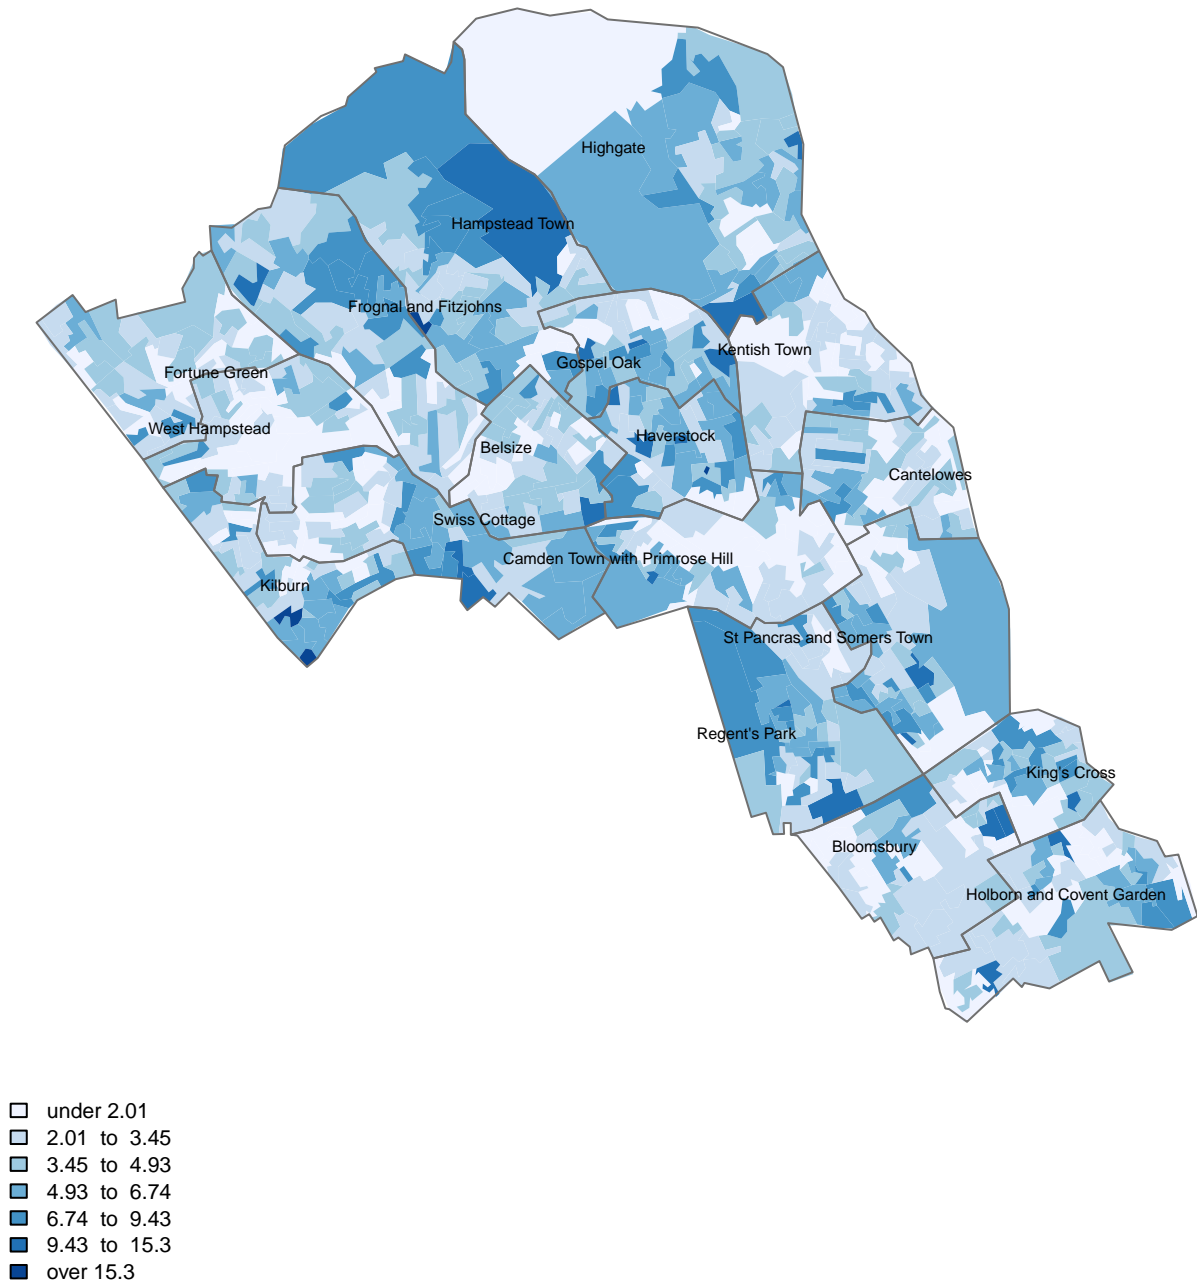 Highgate
Hampstead Town
Frognal and Fitzjohns
Kentish Town
Gospel Oak
Fortune Green
West Hampstead
Haverstock
Belsize
Cantelowes
Swiss Cottage
Camden Town with Primrose Hill
Kilburn
St Pancras and Somers Town
Regent's Park
King's Cross
Bloomsbury
Holborn and Covent Garden
under 2.01
2.01 to 3.45
3.45 to 4.93
4.93 to 6.74
6.74 to 9.43
9.43 to 15.3
over 15.3